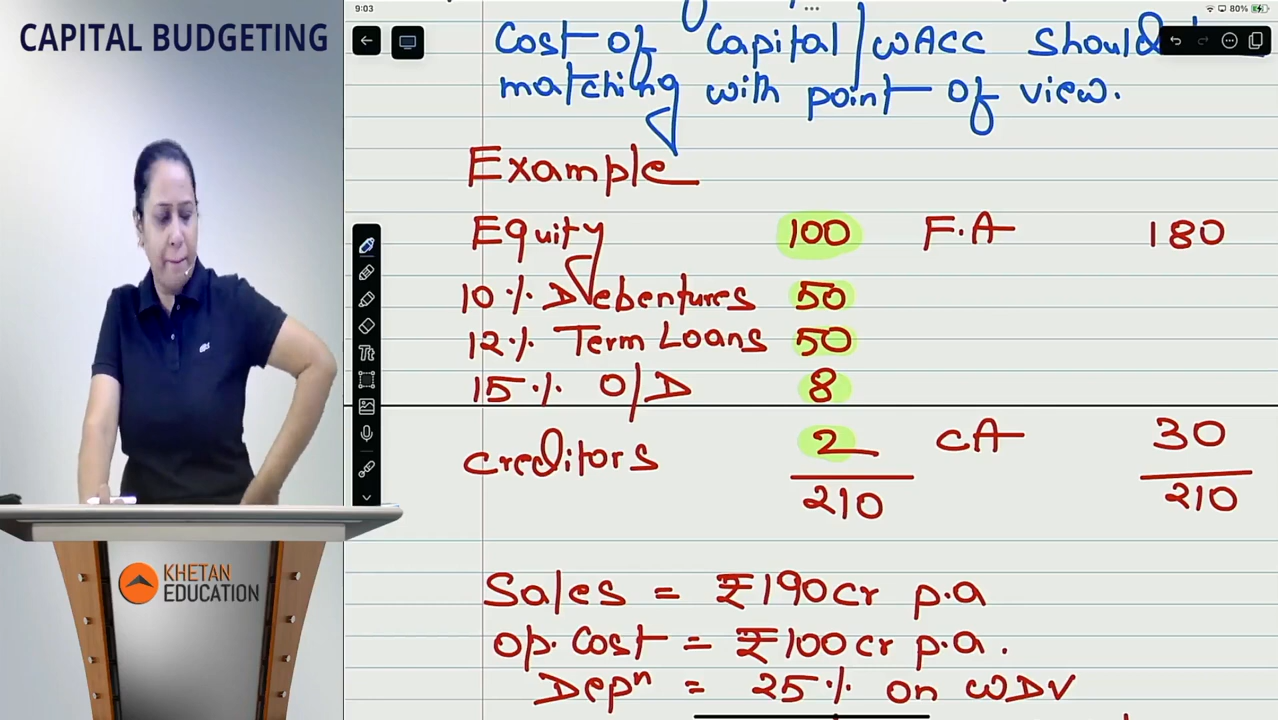 CAPITAL BUDGETING
9:03
80%
Cost of Capital / WACC should
matching with point of view.
Example
Equity 100 F.A 180
10% Debentures 50
12% Term Loans 50
15% O/D 8
Creditors 2 CA 30
210 210
Sales = ₹190cr p.a
op. Cost = ₹100cr p.a.
Depⁿ = 25% on WDV
Tt
KHETAN
EDUCATION